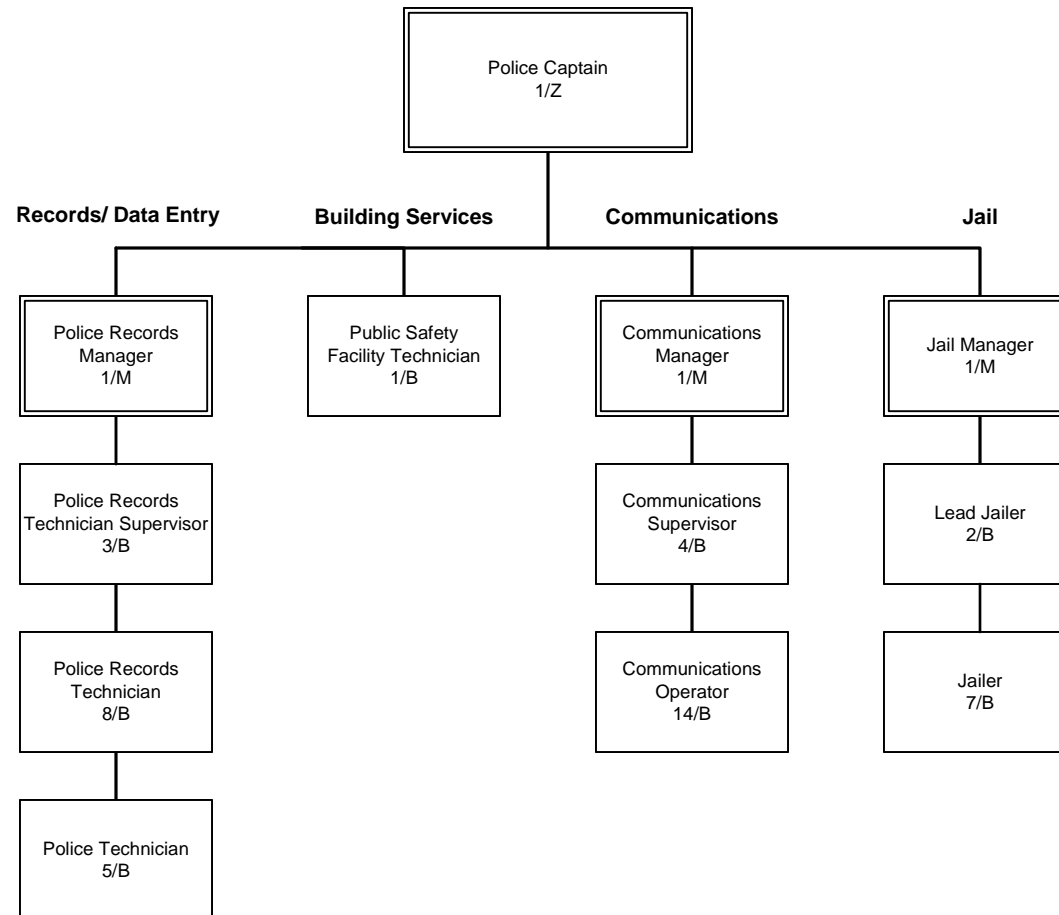 Police Captain
1/Z
Records/ Data Entry
Building Services
Communications
Jail
Police Records
Manager
1/M
Public Safety
Facility Technician
1/B
Communications
Manager
1/M
Jail Manager
1/M
Police Records
Technician Supervisor
3/B
Communications
Supervisor
4/B
Lead Jailer
2/B
Police Records
Technician
8/B
Communications
Operator
14/B
Jailer
7/B
Police Technician
5/B